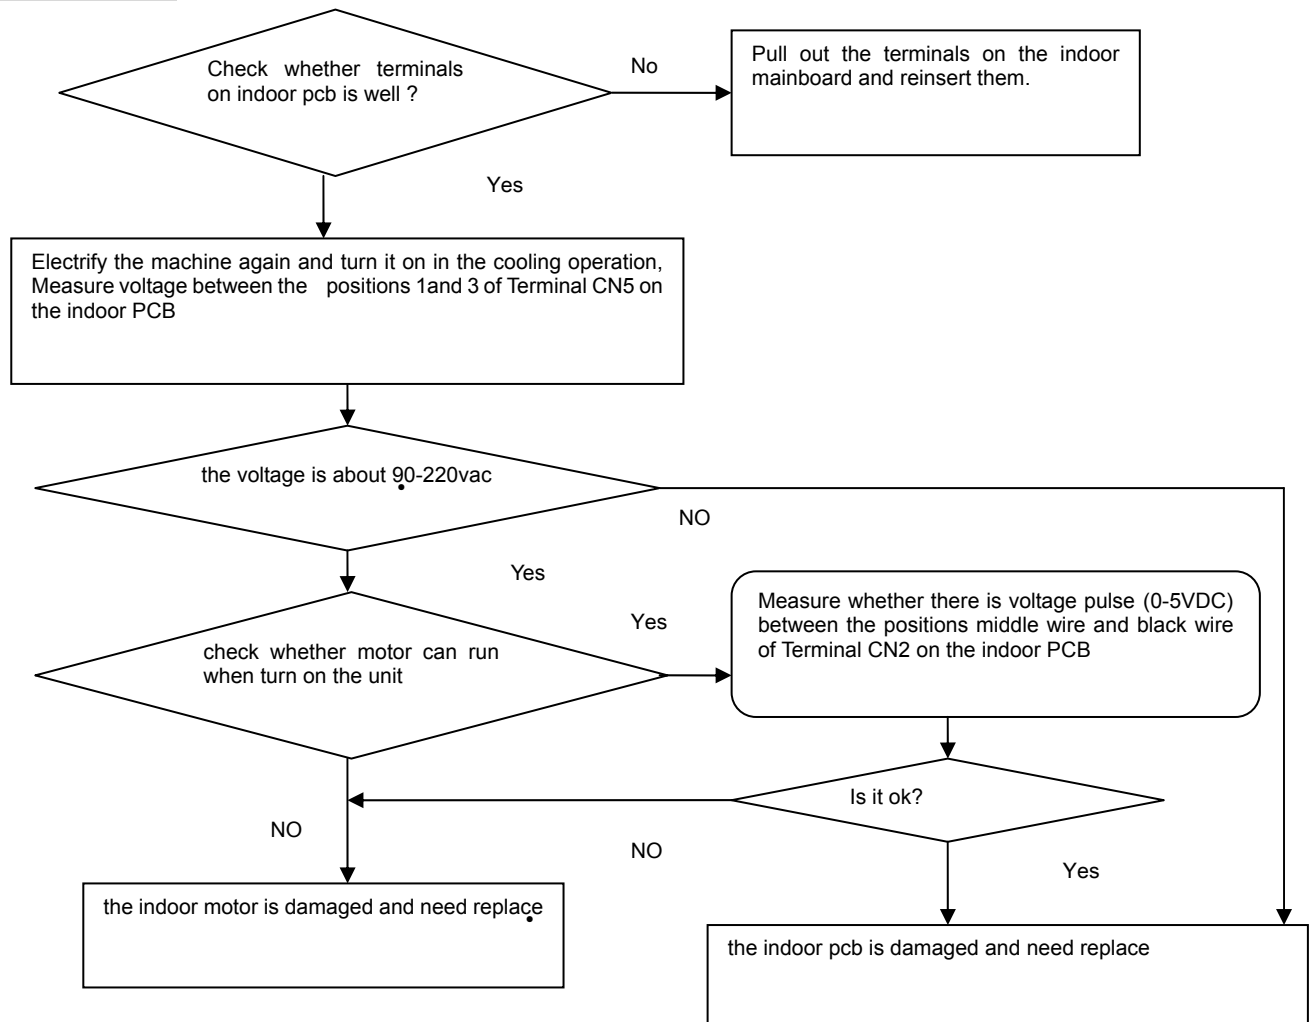 Check whether terminals
on indoor pcb is well ?
No
Pull out the terminals on the indoor
mainboard and reinsert them.
Yes
Electrify the machine again and turn it on in the cooling operation,
Measure voltage between the positions 1and 3 of Terminal CN5 on
the indoor PCB
the voltage is about 90-220vac
NO
Yes
check whether motor can run
when turn on the unit
Yes
Measure whether there is voltage pulse (0-5VDC)
between the positions middle wire and black wire
of Terminal CN2 on the indoor PCB
Is it ok?
NO
NO
Yes
the indoor motor is damaged and need replace
the indoor pcb is damaged and need replace